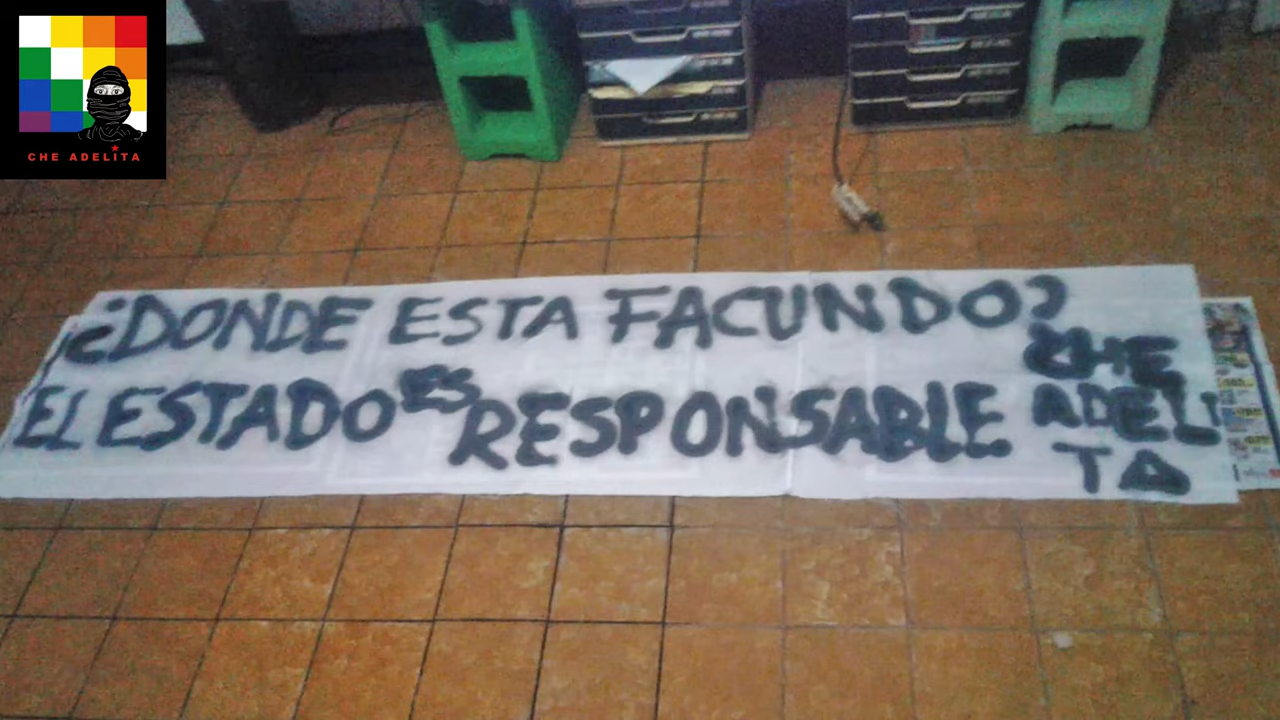 CHE ADELITA
¿DONDE ESTA FACUNDO?
EL ESTADO ES RESPONSABLE
CHE
ADELI
TA